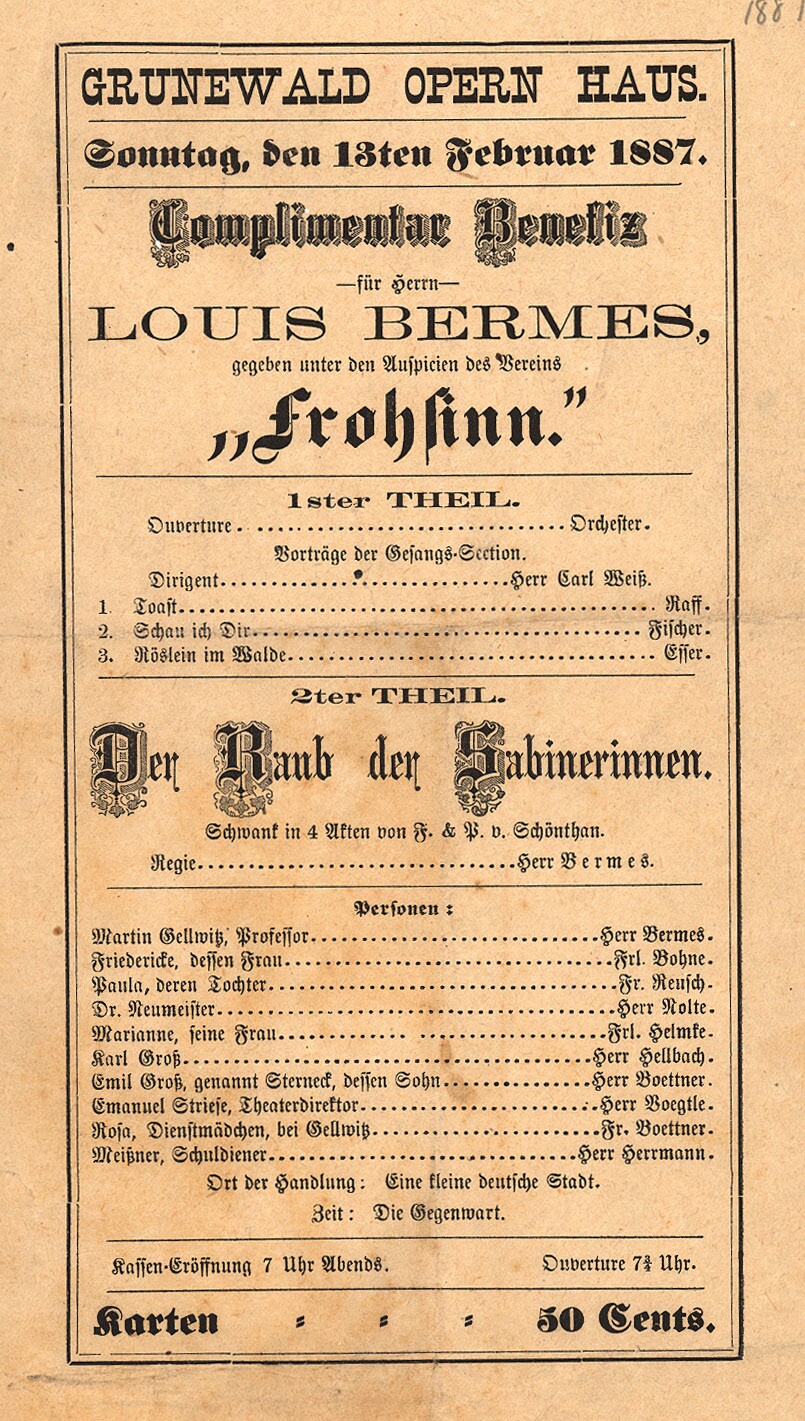 188
GRUNEWALD OPERN HAUS.
Sonntag, den 13ten Februar 1887.
Complimentar Benefiz
—für Herrn—
LOUIS BERMES,
gegeben unter den Auspicien des Vereins
„Frohsinn.”
1ster THEIL.
Ouverture. ................................Orchester.
Vorträge der Gesangs-Section.
Dirigent..............................Herr Carl Weiß.
1. Toast.................................................. Raff.
2. Schau ich Dir........................................ Fischer.
3. Röslein im Walde...................................... Esser.
2ter THEIL.
Der Raub der Sabinerinnen.
Schwank in 4 Akten von F. & P. v. Schönthan.
Regie.................................Herr Bermes.
Personen:
Martin Gellwitz, Professor..............................Herr Bermes.
Friedericke, dessen Frau..................................Frl. Bohne.
Paula, deren Tochter....................................Fr. Reusch.
Dr. Neumeister..........................................Herr Nolte.
Marianne, seine Frau............ ....................Frl. Helmke.
Karl Groß...........................................Herr Hellbach.
Emil Groß, genannt Sterneck, dessen Sohn...............Herr Boettner.
Emanuel Striese, Theaterdirektor........................Herr Voegtle.
Rosa, Dienstmädchen, bei Gellwitz........................Fr. Boettner.
Meißner, Schuldiener................................Herr Herrmann.
Ort der Handlung: Eine kleine deutsche Stadt.
Zeit: Die Gegenwart.
Kassen-Eröffnung 7 Uhr Abends. Ouverture 7¾ Uhr.
Karten = = = 50 Cents.